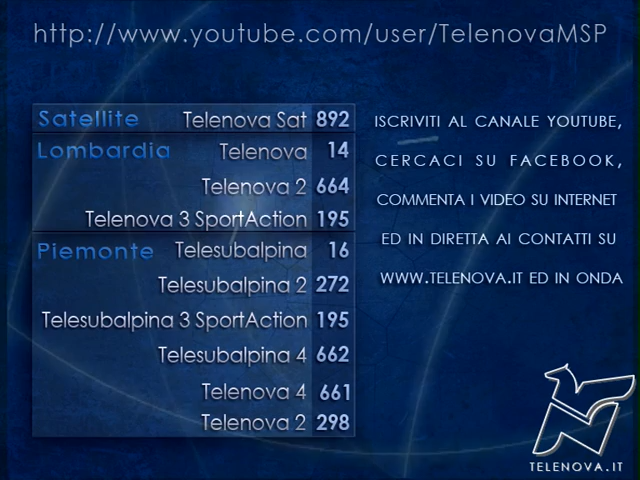 http://www.youtube.com/user/TelenovaMSP
Satellite Telenova Sat 892
Lombardia Telenova 14
Telenova 2 664
Telenova 3 SportAction 195
Piemonte Telesubalpina 16
Telesubalpina 2 272
Telesubalpina 3 SportAction 195
Telesubalpina 4 662
Telenova 4 661
Telenova 2 298
ISCRIVITI AL CANALE YOUTUBE,
CERCACI SU FACEBOOK,
COMMENTA I VIDEO SU INTERNET
ED IN DIRETTA AI CONTATTI SU
WWW.TELENOVA.IT ED IN ONDA
TELENOVA.IT